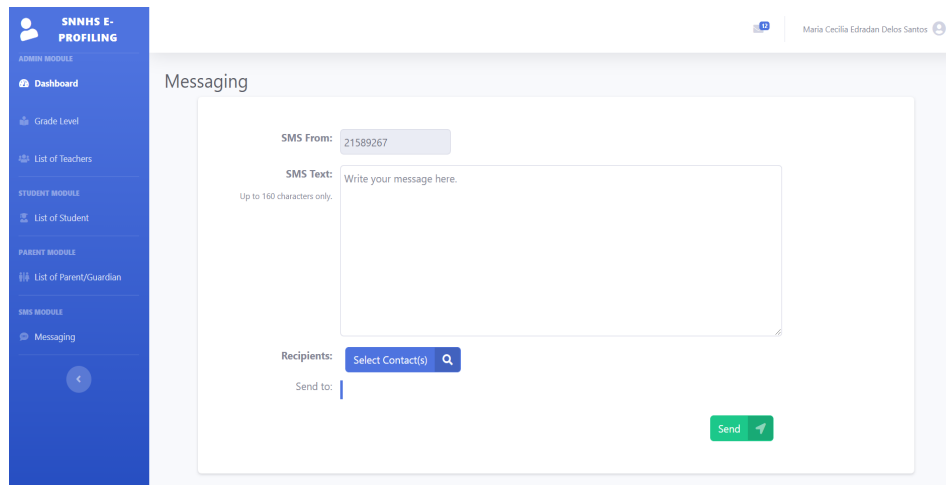 SNNHS E-
PROFILING
12
Maria Cecilia Edradan Delos Santos
ADMIN MODULE
Dashboard
Grade Level
List of Teachers
STUDENT MODULE
List of Student
PARENT MODULE
List of Parent/Guardian
SMS MODULE
Messaging
Messaging
SMS From:
21589267
SMS Text:
Write your message here.
Up to 160 characters only.
Recipients:
Select Contact(s)
Send to:
Send